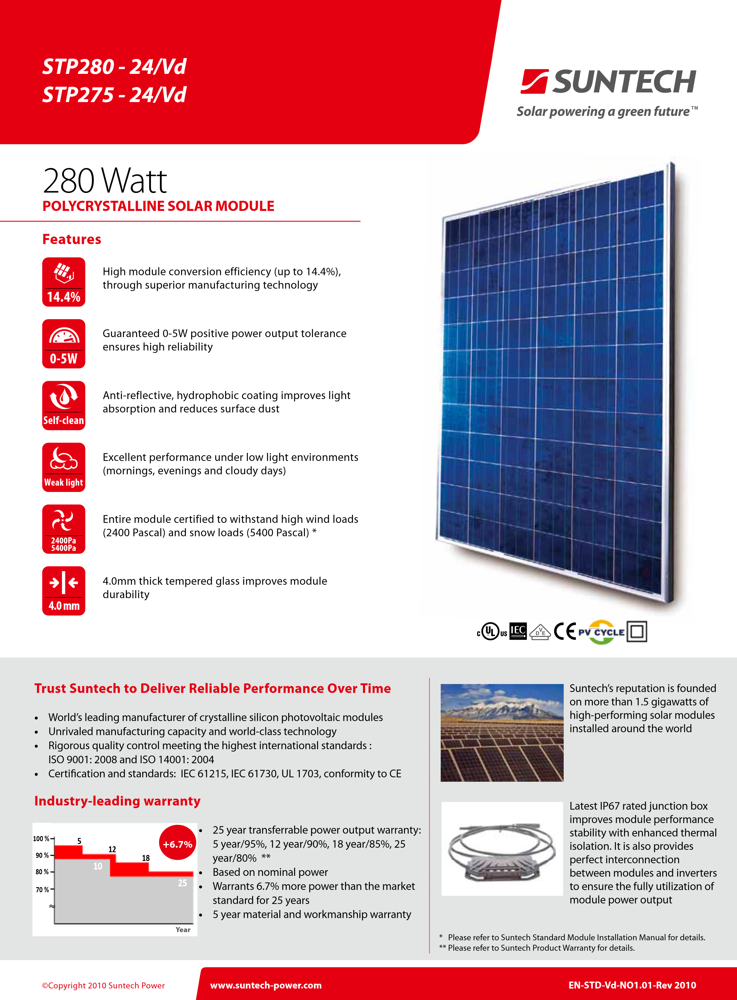 STP280 - 24/Vd
STP275 - 24/Vd
SUNTECH
Solar powering a green future™
280 Watt
POLYCRYSTALLINE SOLAR MODULE
Features
14.4%
High module conversion efficiency (up to 14.4%),
through superior manufacturing technology
0-5W
Guaranteed 0-5W positive power output tolerance
ensures high reliability
Self-clean
Anti-reflective, hydrophobic coating improves light
absorption and reduces surface dust
Weak light
Excellent performance under low light environments
(mornings, evenings and cloudy days)
2400Pa
5400Pa
Entire module certified to withstand high wind loads
(2400 Pascal) and snow loads (5400 Pascal) *
4.0 mm
4.0mm thick tempered glass improves module
durability
c UL us IEC DVE CE PV CYCLE
Trust Suntech to Deliver Reliable Performance Over Time
• World’s leading manufacturer of crystalline silicon photovoltaic modules
• Unrivaled manufacturing capacity and world-class technology
• Rigorous quality control meeting the highest international standards :
ISO 9001: 2008 and ISO 14001: 2004
• Certification and standards: IEC 61215, IEC 61730, UL 1703, conformity to CE
Industry-leading warranty
100 %
90 %
80 %
70 %
≈
5
12
18
10
25
+6.7%
Year
• 25 year transferrable power output warranty:
5 year/95%, 12 year/90%, 18 year/85%, 25
year/80% **
• Based on nominal power
• Warrants 6.7% more power than the market
standard for 25 years
• 5 year material and workmanship warranty
Suntech’s reputation is founded
on more than 1.5 gigawatts of
high-performing solar modules
installed around the world
Latest IP67 rated junction box
improves module performance
stability with enhanced thermal
isolation. It is also provides
perfect interconnection
between modules and inverters
to ensure the fully utilization of
module power output
* Please refer to Suntech Standard Module Installation Manual for details.
** Please refer to Suntech Product Warranty for details.
©Copyright 2010 Suntech Power
www.suntech-power.com
EN-STD-Vd-NO1.01-Rev 2010